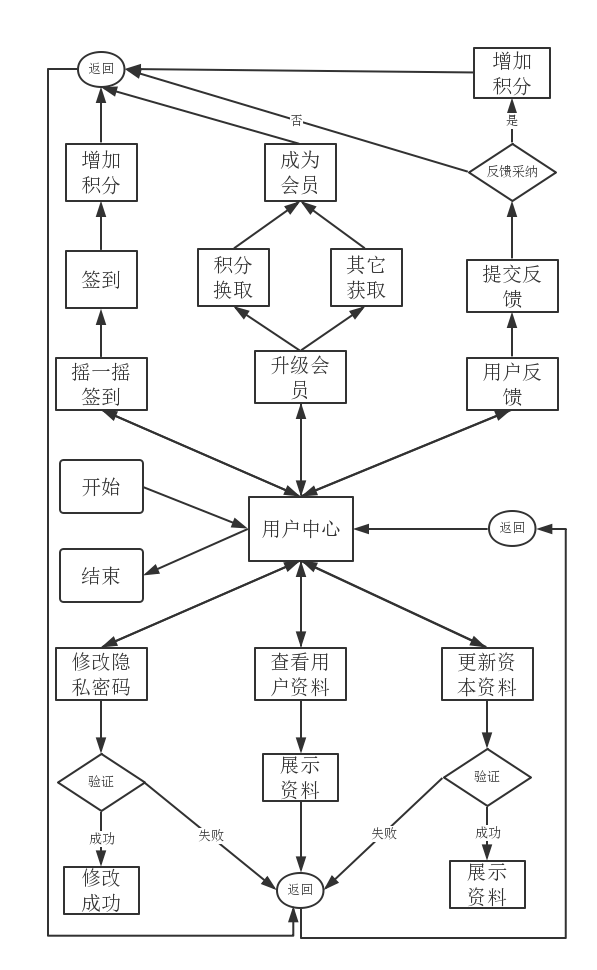 返回
增加
积分
否
是
增加
积分
成为
会员
反馈采纳
签到
积分
换取
其它
获取
提交反
馈
摇一摇
签到
升级会
员
用户反
馈
开始
用户中心
返回
结束
修改隐
私密码
查看用
户资料
更新资
本资料
验证
展示
资料
验证
成功
失败
失败
成功
修改
成功
返回
展示
资料